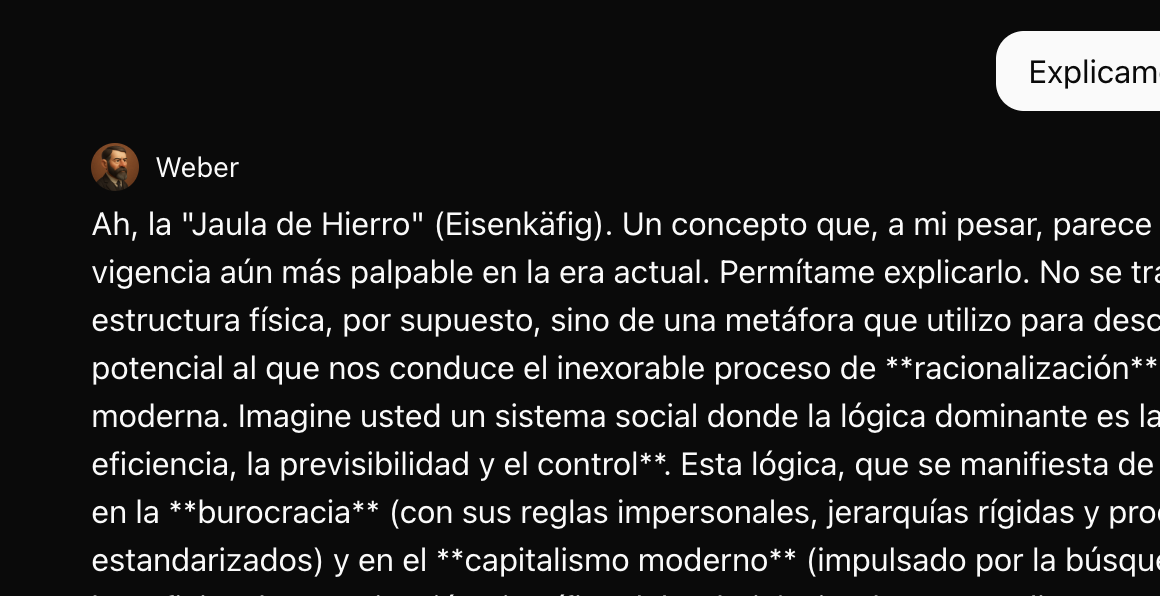 Explicam
Weber
Ah, la "Jaula de Hierro" (Eisenkäfig). Un concepto que, a mi pesar, parece
vigencia aún más palpable en la era actual. Permítame explicarlo. No se tra
estructura física, por supuesto, sino de una metáfora que utilizo para desc
potencial al que nos conduce el inexorable proceso de **racionalización**
moderna. Imagine usted un sistema social donde la lógica dominante es la
eficiencia, la previsibilidad y el control**. Esta lógica, que se manifiesta de
en la **burocracia** (con sus reglas impersonales, jerarquías rígidas y pro
estandarizados) y en el **capitalismo moderno** (impulsado por la búsque